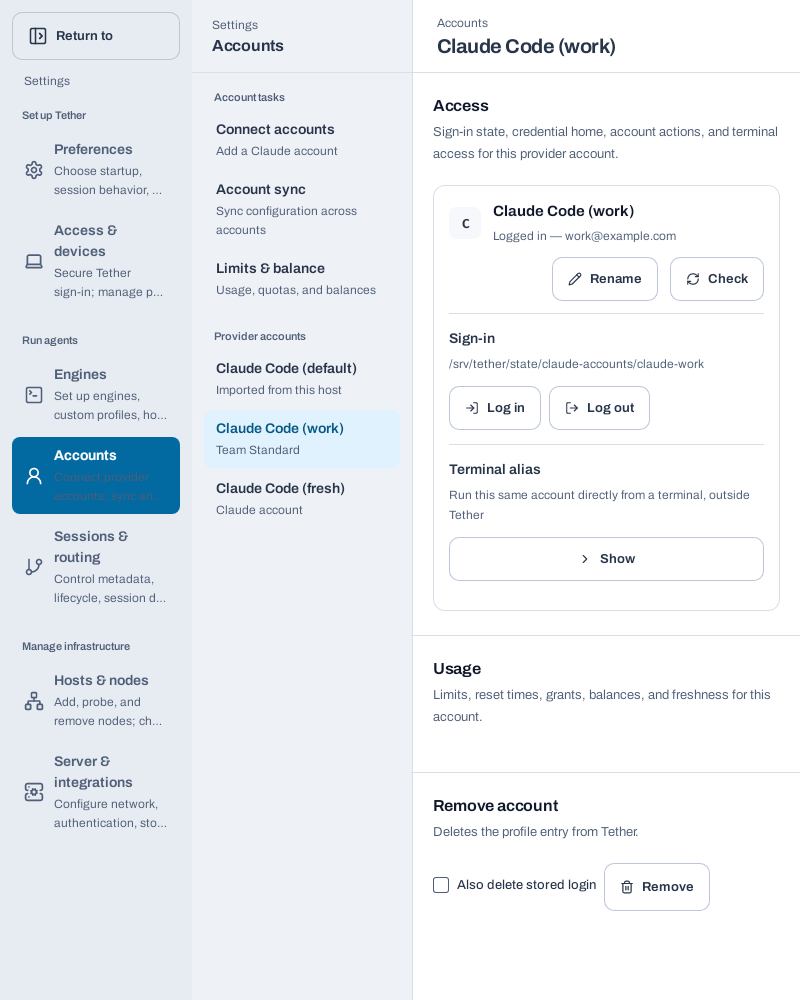 Return to
Settings
Set up Tether
Preferences
Choose startup,
session behavior, ...
Access &
devices
Secure Tether
sign-in; manage p...
Run agents
Engines
Set up engines,
custom profiles, ho...
Accounts
Connect provider
accounts, sync an...
Sessions &
routing
Control metadata,
lifecycle, session d...
Manage infrastructure
Hosts & nodes
Add, probe, and
remove nodes; ch...
Server &
integrations
Configure network,
authentication, sto...
Settings
Accounts
Account tasks
Connect accounts
Add a Claude account
Account sync
Sync configuration across
accounts
Limits & balance
Usage, quotas, and balances
Provider accounts
Claude Code (default)
Imported from this host
Claude Code (work)
Team Standard
Claude Code (fresh)
Claude account
Accounts
Claude Code (work)
Access
Sign-in state, credential home, account actions, and terminal
access for this provider account.
C
Claude Code (work)
Logged in — work@example.com
Rename
Check
Sign-in
/srv/tether/state/claude-accounts/claude-work
Log in
Log out
Terminal alias
Run this same account directly from a terminal, outside
Tether
Show
Usage
Limits, reset times, grants, balances, and freshness for this
account.
Remove account
Deletes the profile entry from Tether.
Also delete stored login
Remove